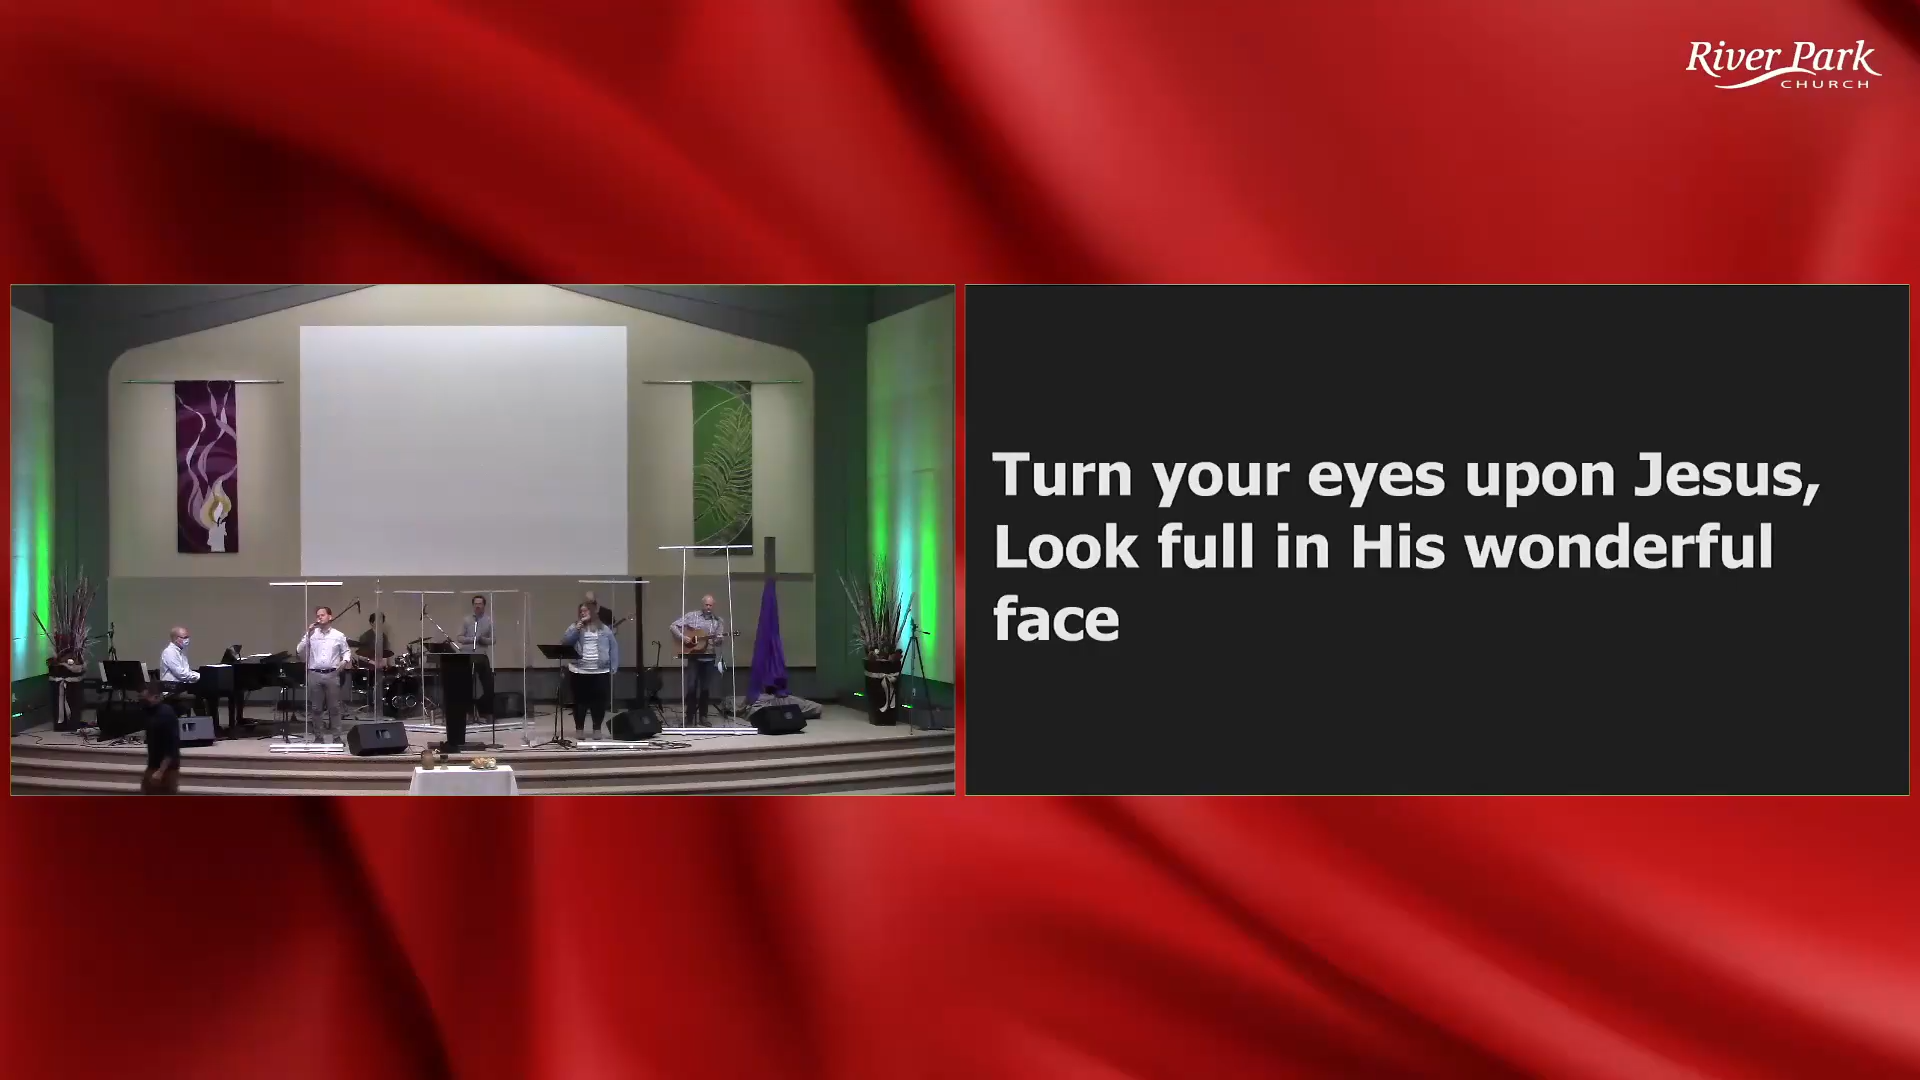 River Park
CHURCH
Turn your eyes upon Jesus,
Look full in His wonderful
face